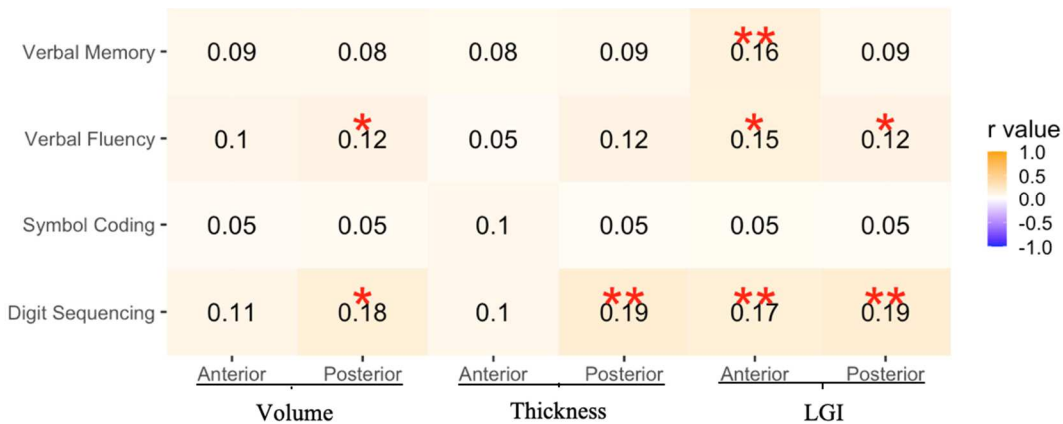 Verbal Memory 0.09 0.08 0.08 0.09 **0.16 0.09
Verbal Fluency 0.1 *0.12 0.05 0.12 *0.15 *0.12
Symbol Coding 0.05 0.05 0.1 0.05 0.05 0.05
Digit Sequencing 0.11 *0.18 0.1 **0.19 **0.17 **0.19
Anterior Posterior Anterior Posterior Anterior Posterior
Volume Thickness LGI
r value
1.0
0.5
0.0
-0.5
-1.0